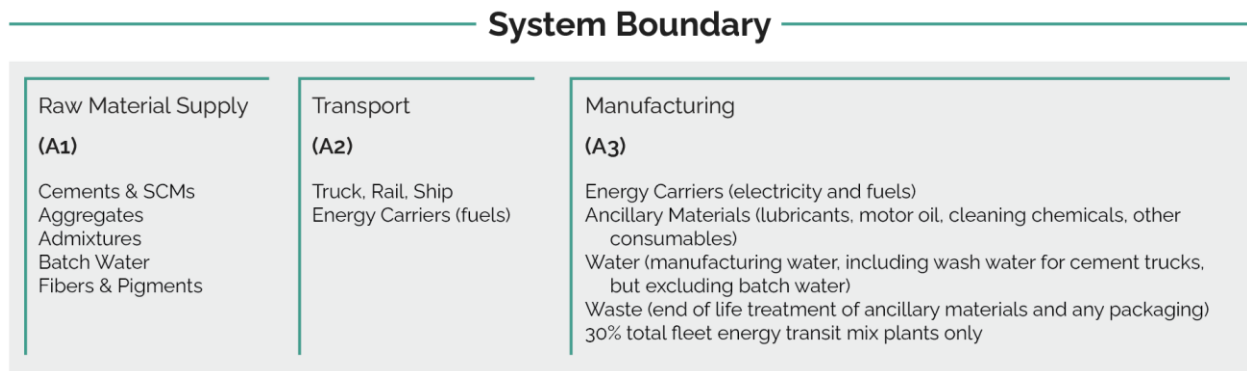 System Boundary
Raw Material Supply
(A1)
Cements & SCMs
Aggregates
Admixtures
Batch Water
Fibers & Pigments
Transport
(A2)
Truck, Rail, Ship
Energy Carriers (fuels)
Manufacturing
(A3)
Energy Carriers (electricity and fuels)
Ancillary Materials (lubricants, motor oil, cleaning chemicals, other
consumables)
Water (manufacturing water, including wash water for cement trucks,
but excluding batch water)
Waste (end of life treatment of ancillary materials and any packaging)
30% total fleet energy transit mix plants only